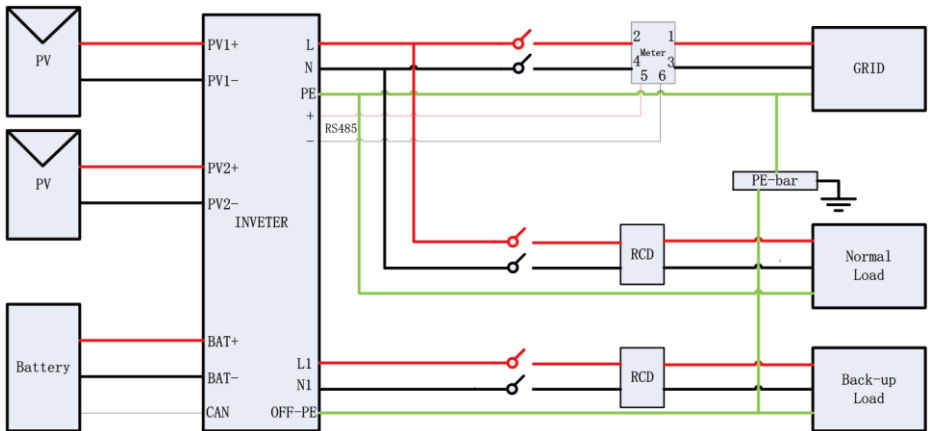 PV
PV1+
PV1-
PV
PV2+
PV2-
INVETER
Battery
BAT+
BAT-
CAN
L
N
PE
+
RS485
-
L1
N1
OFF-PE
2 1
Meter
4 3
5 6
GRID
PE-bar
RCD
Normal
Load
RCD
Back-up
Load